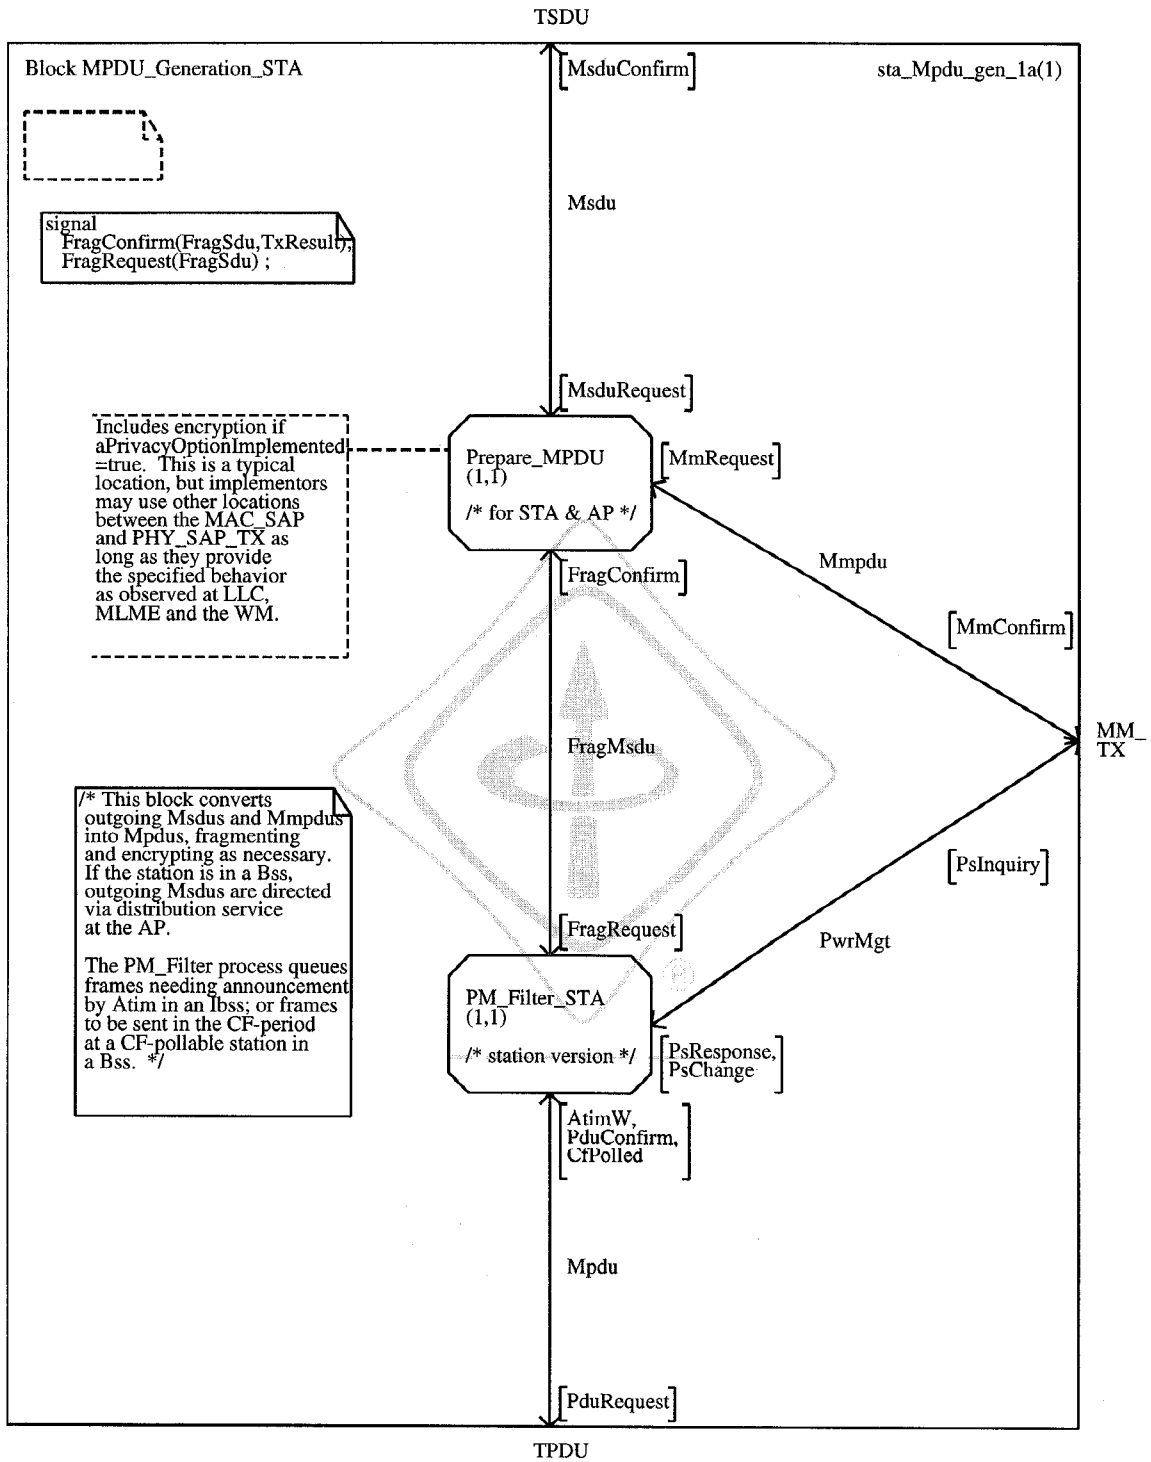 TSDU
Block MPDU_Generation_STA
[MsduConfirm]
sta_Mpdu_gen_1a(1)
Msdu
signal
FragConfirm(FragSdu,TxResult),
FragRequest(FragSdu) ;
[MsduRequest]
Includes encryption if
aPrivacyOptionImplemented
=true. This is a typical
location, but implementors
may use other locations
between the MAC_SAP
and PHY_SAP_TX as
long as they provide
the specified behavior
as observed at LLC,
MLME and the WM.
Prepare_MPDU
(1,1)
/* for STA & AP */
[MmRequest]
[FragConfirm]
Mmpdu
[MmConfirm]
FragMsdu
MM_
TX
/* This block converts
outgoing Msdus and Mmpdus
into Mpdus, fragmenting
and encrypting as necessary.
If the station is in a Bss,
outgoing Msdus are directed
via distribution service
at the AP.
The PM_Filter process queues
frames needing announcement
by Atim in an Ibss; or frames
to be sent in the CF-period
at a CF-pollable station in
a Bss. */
[PsInquiry]
PwrMgt
[FragRequest]
PM_Filter_STA
(1,1)
/* station version */
[PsResponse,
PsChange]
[AtimW,
PduConfirm,
CfPolled]
Mpdu
[PduRequest]
TPDU
®